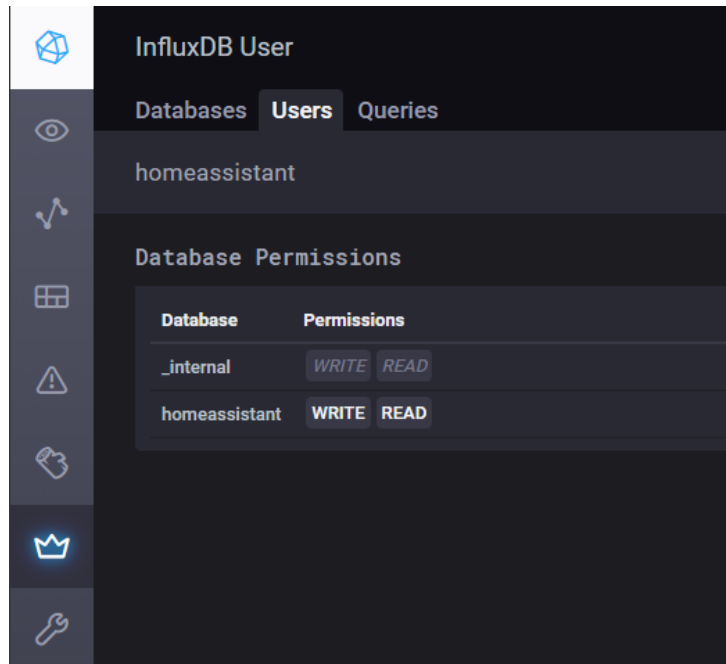 InfluxDB User
Databases Users Queries
homeassistant
Database Permissions
Database Permissions
_internal WRITE READ
homeassistant WRITE READ